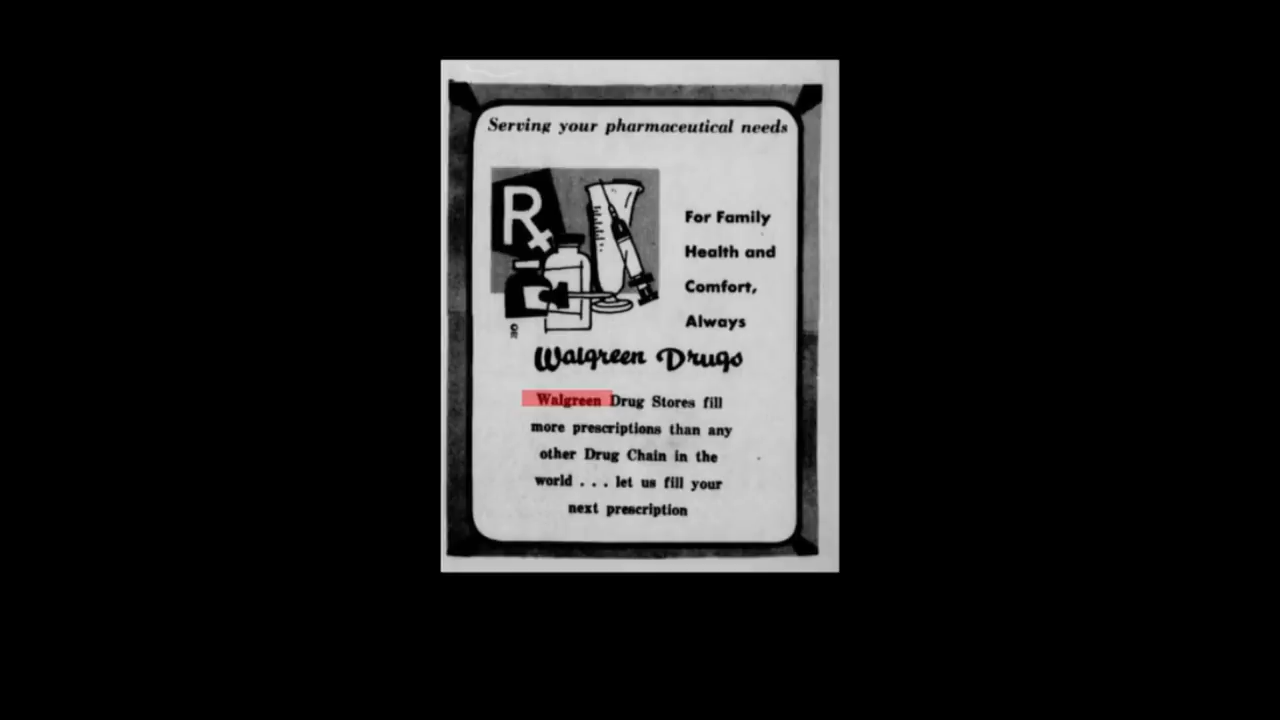 Serving your pharmaceutical needs
Rx
For Family
Health and
Comfort,
Always
Walgreen Drugs
Walgreen Drug Stores fill
more prescriptions than any
other Drug Chain in the
world . . . let us fill your
next prescription